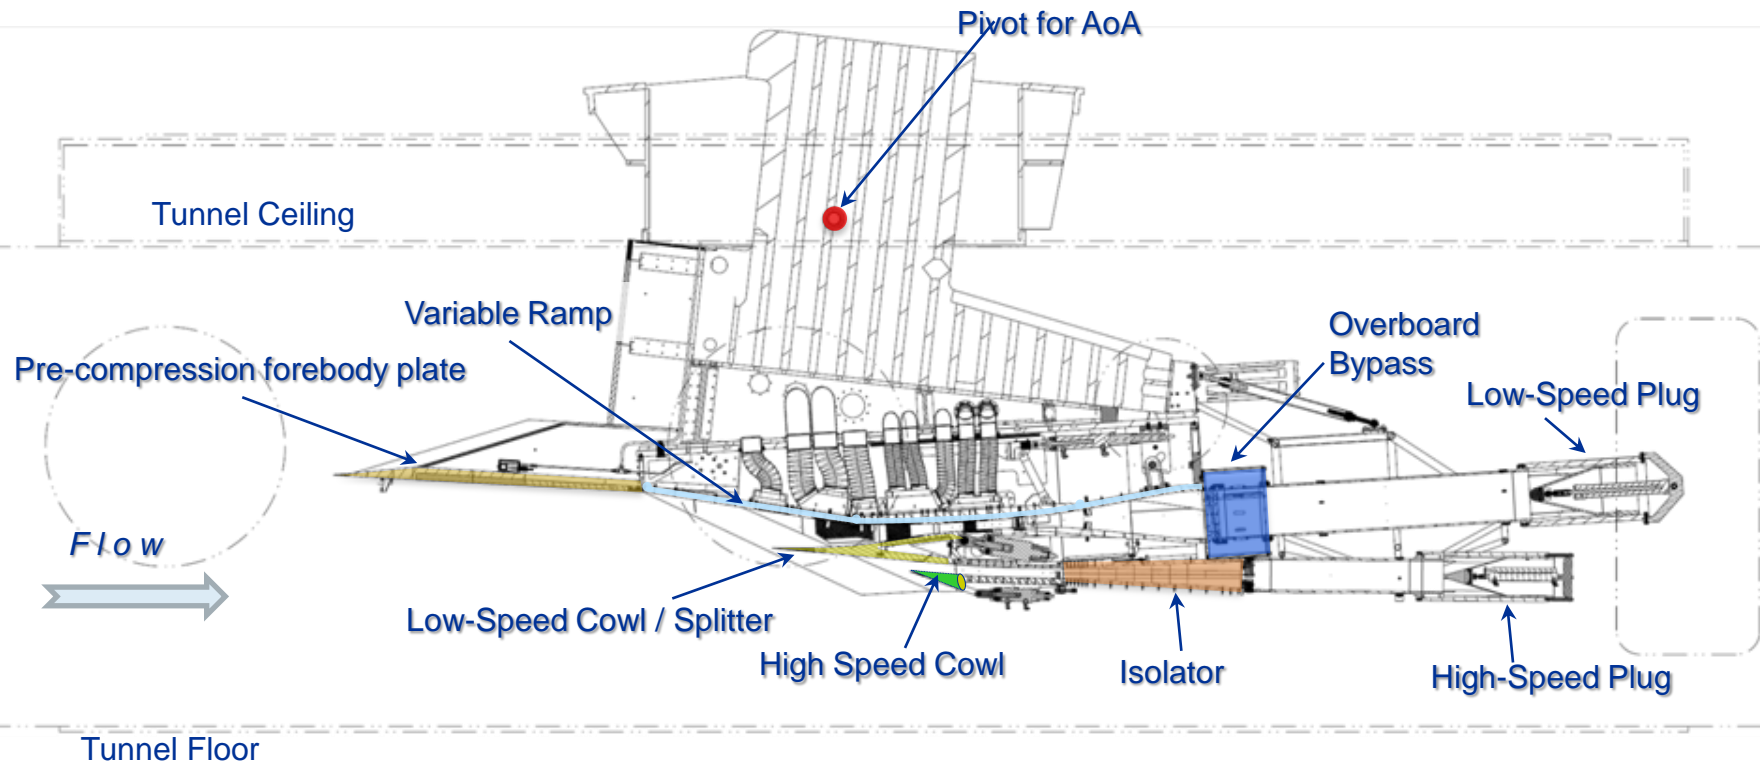 Pivot for AoA
Tunnel Ceiling
Variable Ramp
Overboard
Bypass
Pre-compression forebody plate
Low-Speed Plug
Flow
Low-Speed Cowl / Splitter
High Speed Cowl
Isolator
High-Speed Plug
Tunnel Floor